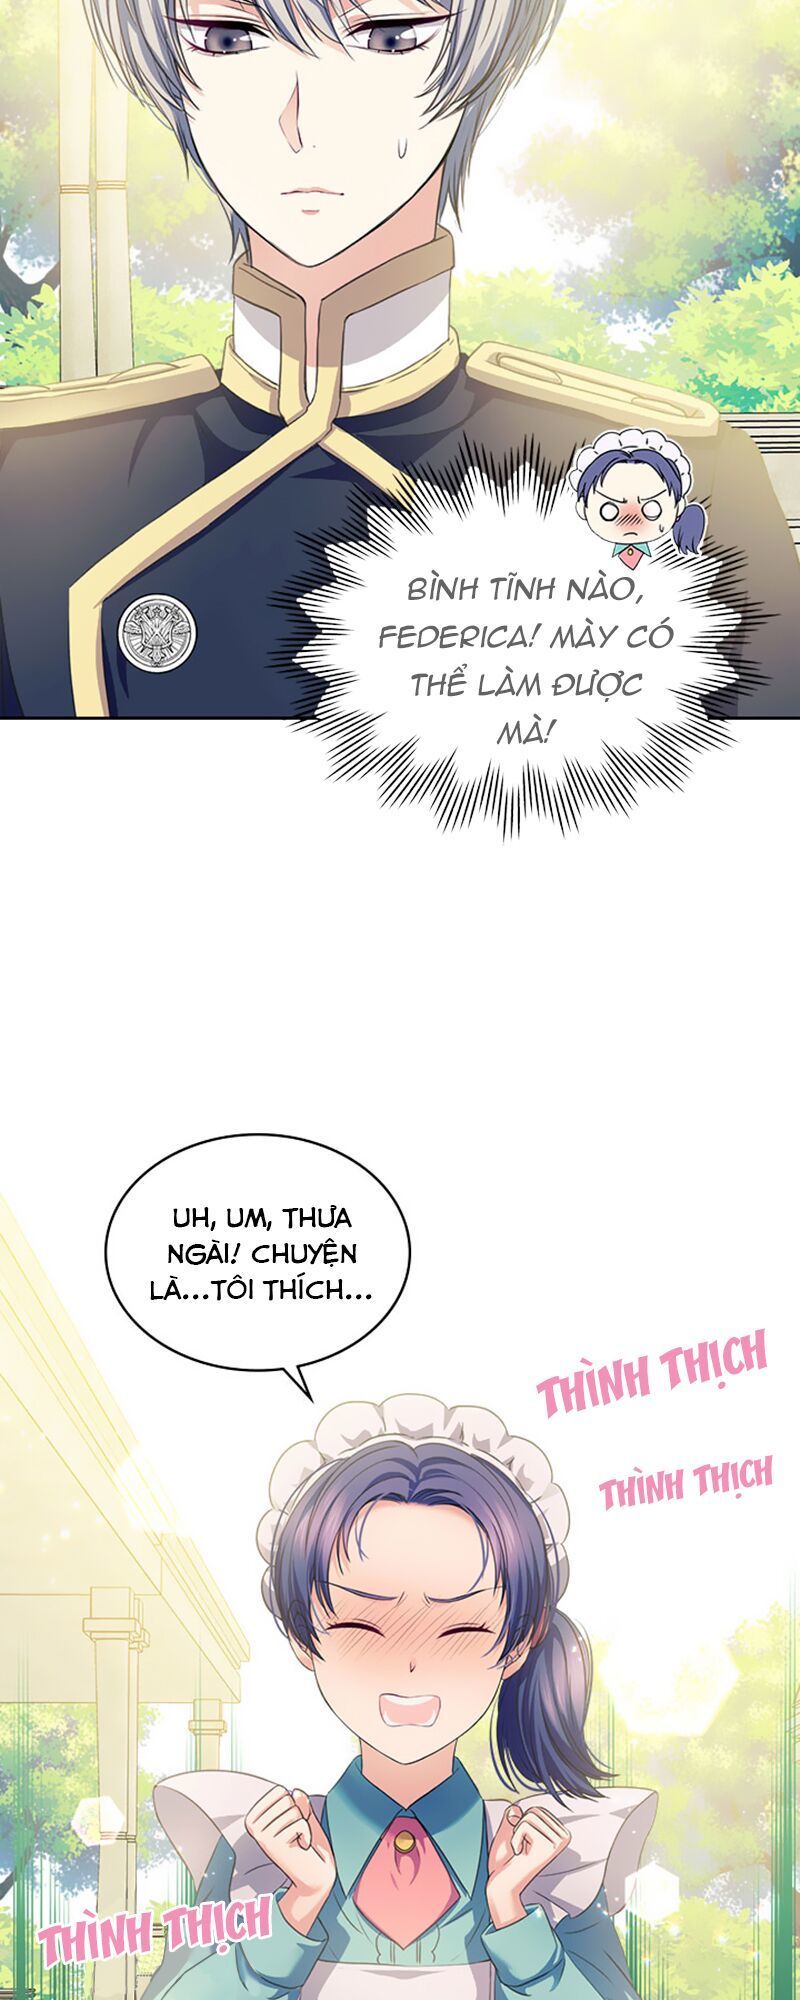 BÌNH TĨNH NÀO,
FEDERICA! MÀY CÓ
THỂ LÀM ĐƯỢC
MÀ!
UH, UM, THƯA
NGÀI! CHUYỆN
LÀ...TÔI THÍCH...
THÌNH THỊCH
THÌNH THỊCH
THÌNH THỊCH